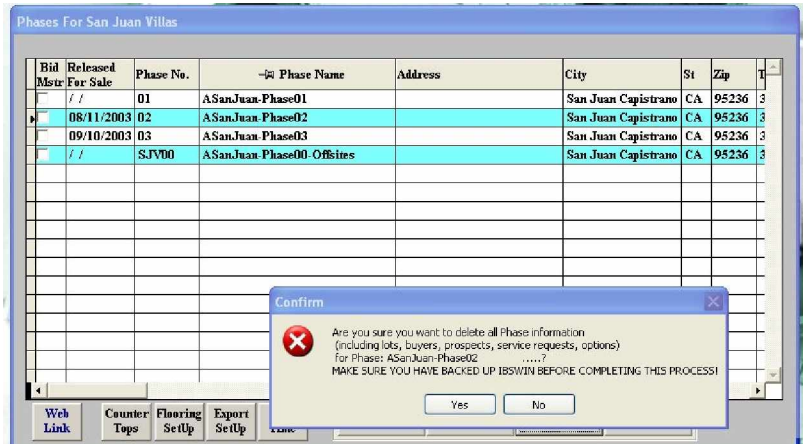 Phases For San Juan Villas
Bid Mstr Released For Sale Phase No. Phase Name Address City St Zip T
/ / 01 ASanJuan-Phase01 San Juan Capistrano CA 95236 3
08/11/2003 02 ASanJuan-Phase02 San Juan Capistrano CA 95236 3
09/10/2003 03 ASanJuan-Phase03 San Juan Capistrano CA 95236 3
/ / SJV00 ASanJuan-Phase00-Offsites San Juan Capistrano CA 95236 3
Confirm
Are you sure you want to delete all Phase information
(including lots, buyers, prospects, service requests, options)
for Phase: ASanJuan-Phase02 .....?
MAKE SURE YOU HAVE BACKED UP IBSWIN BEFORE COMPLETING THIS PROCESS!
Yes No
Web Link Counter Tops Flooring SetUp Export SetUp